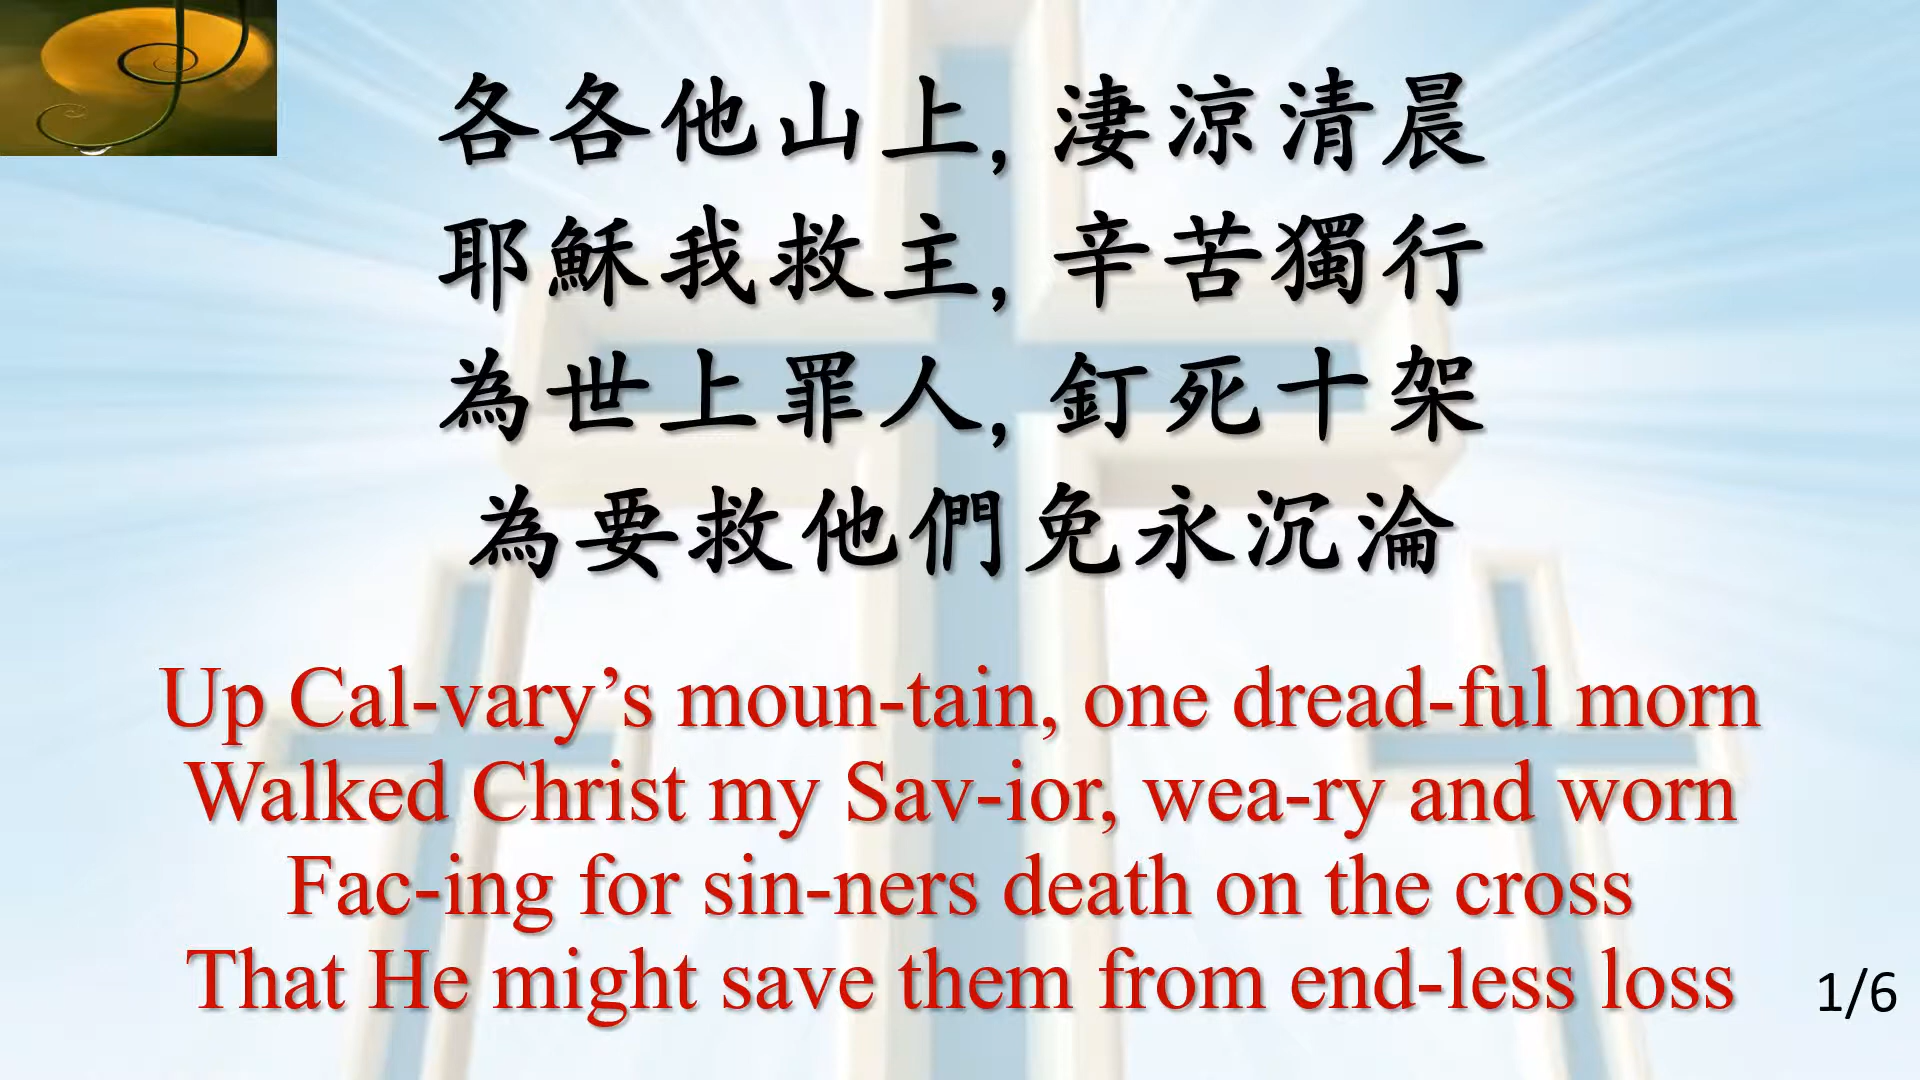 各各他山上, 淒涼清晨
耶穌我救主, 辛苦獨行
為世上罪人, 釘死十架
為要救他們免永沉淪
Up Cal-vary’s moun-tain, one dread-ful morn
Walked Christ my Sav-ior, wea-ry and worn
Fac-ing for sin-ners death on the cross
That He might save them from end-less loss
1/6